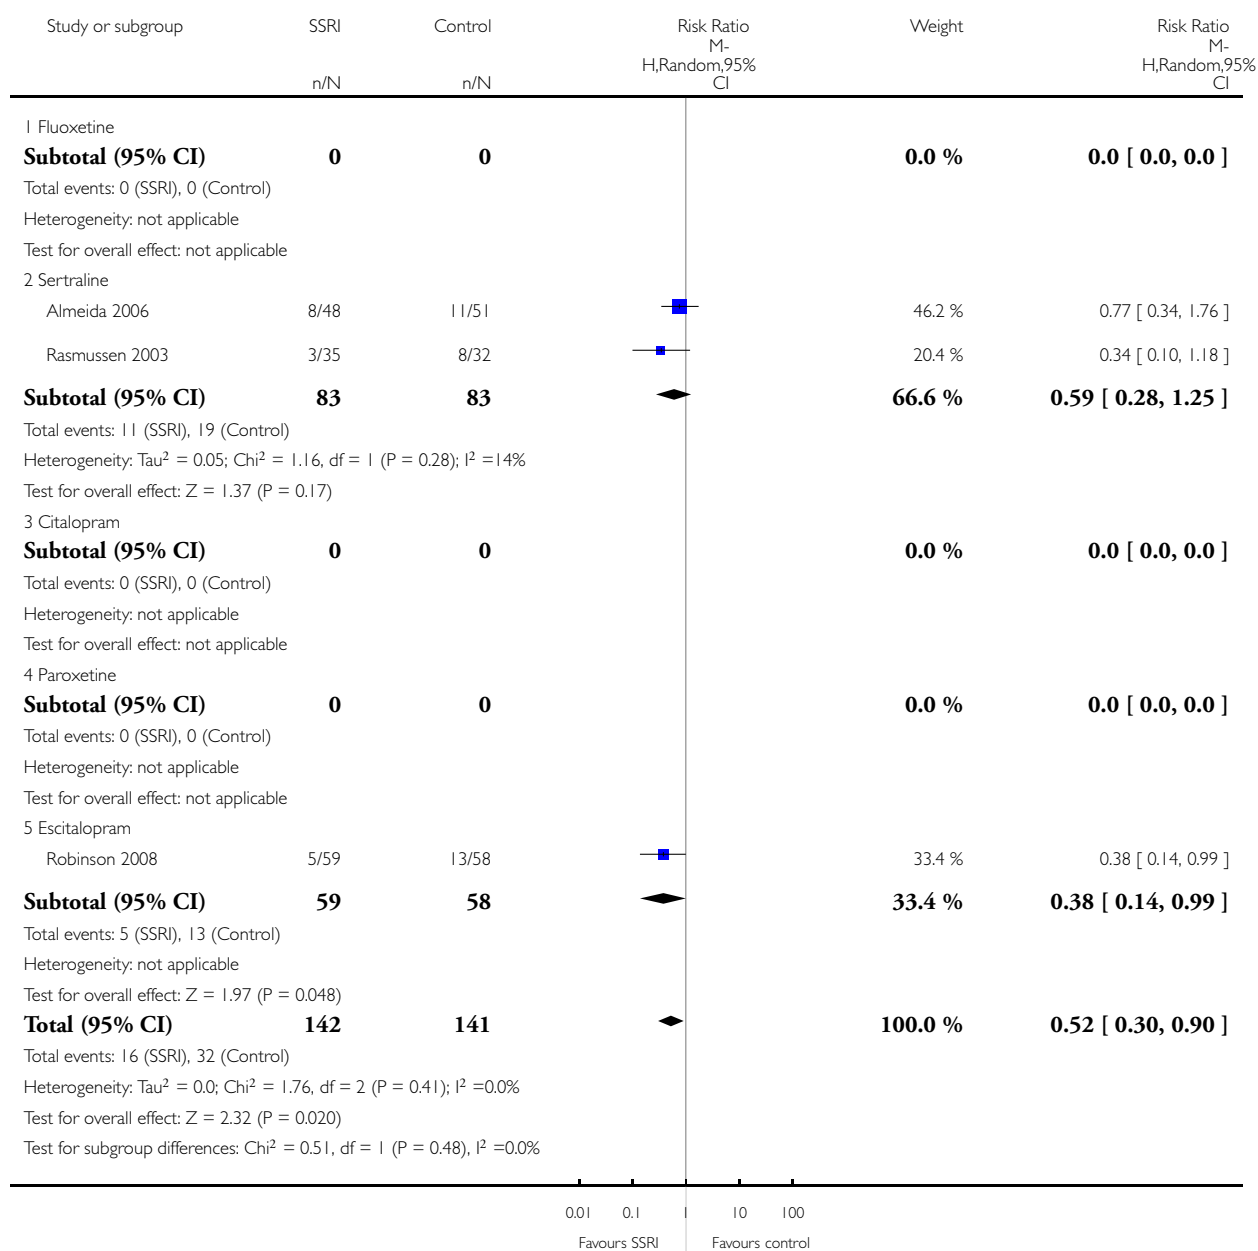 Study or subgroup SSRI Control Risk Ratio Weight Risk Ratio
M- M-
H,Random,95% H,Random,95%
n/N n/N CI CI
1 Fluoxetine
Subtotal (95% CI) 0 0 0.0 % 0.0 [ 0.0, 0.0 ]
Total events: 0 (SSRI), 0 (Control)
Heterogeneity: not applicable
Test for overall effect: not applicable
2 Sertraline
Almeida 2006 8/48 11/51 46.2 % 0.77 [ 0.34, 1.76 ]
Rasmussen 2003 3/35 8/32 20.4 % 0.34 [ 0.10, 1.18 ]
Subtotal (95% CI) 83 83 66.6 % 0.59 [ 0.28, 1.25 ]
Total events: 11 (SSRI), 19 (Control)
Heterogeneity: Tau² = 0.05; Chi² = 1.16, df = 1 (P = 0.28); I² =14%
Test for overall effect: Z = 1.37 (P = 0.17)
3 Citalopram
Subtotal (95% CI) 0 0 0.0 % 0.0 [ 0.0, 0.0 ]
Total events: 0 (SSRI), 0 (Control)
Heterogeneity: not applicable
Test for overall effect: not applicable
4 Paroxetine
Subtotal (95% CI) 0 0 0.0 % 0.0 [ 0.0, 0.0 ]
Total events: 0 (SSRI), 0 (Control)
Heterogeneity: not applicable
Test for overall effect: not applicable
5 Escitalopram
Robinson 2008 5/59 13/58 33.4 % 0.38 [ 0.14, 0.99 ]
Subtotal (95% CI) 59 58 33.4 % 0.38 [ 0.14, 0.99 ]
Total events: 5 (SSRI), 13 (Control)
Heterogeneity: not applicable
Test for overall effect: Z = 1.97 (P = 0.048)
Total (95% CI) 142 141 100.0 % 0.52 [ 0.30, 0.90 ]
Total events: 16 (SSRI), 32 (Control)
Heterogeneity: Tau² = 0.0; Chi² = 1.76, df = 2 (P = 0.41); I² =0.0%
Test for overall effect: Z = 2.32 (P = 0.020)
Test for subgroup differences: Chi² = 0.51, df = 1 (P = 0.48), I² =0.0%
0.01 0.1 1 10 100
Favours SSRI Favours control